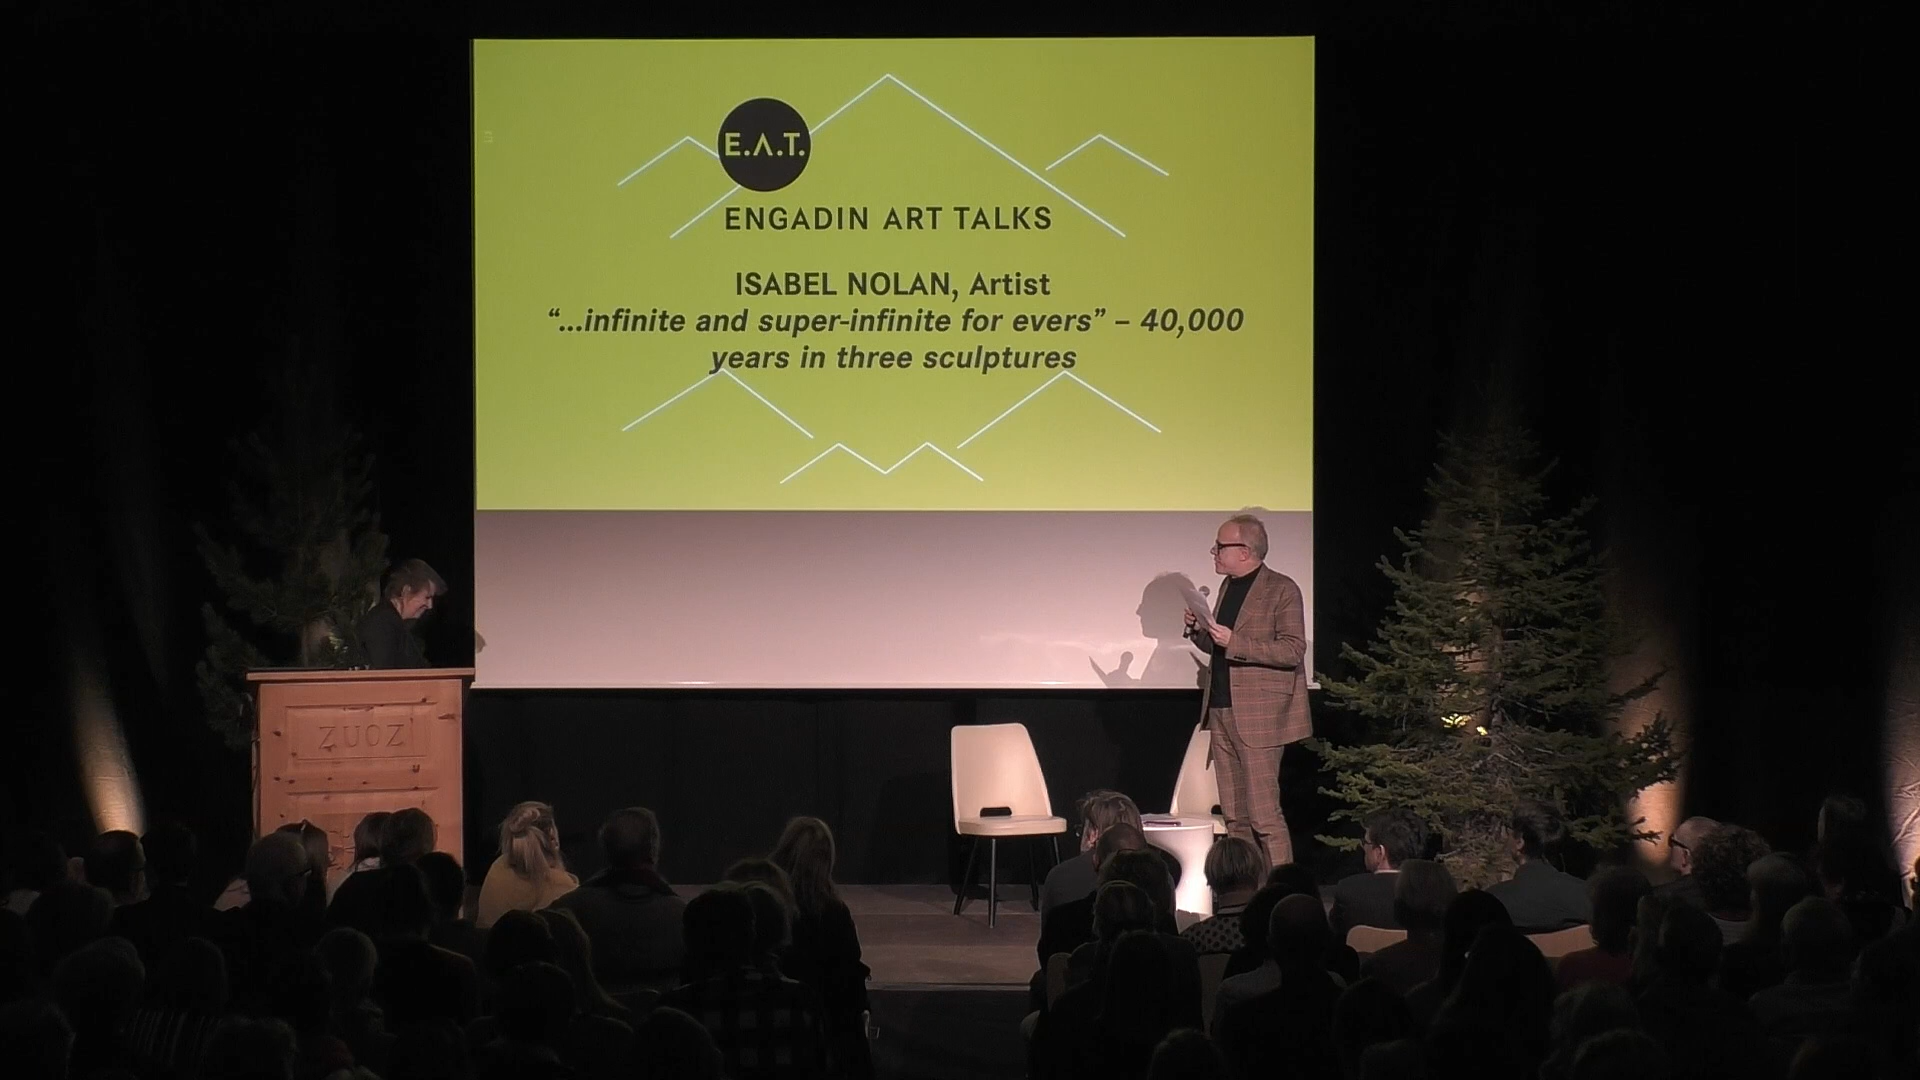 E.Λ.T.
ENGADIN ART TALKS
ISABEL NOLAN, Artist
“...infinite and super-infinite for evers” – 40,000
years in three sculptures
ZUOZ